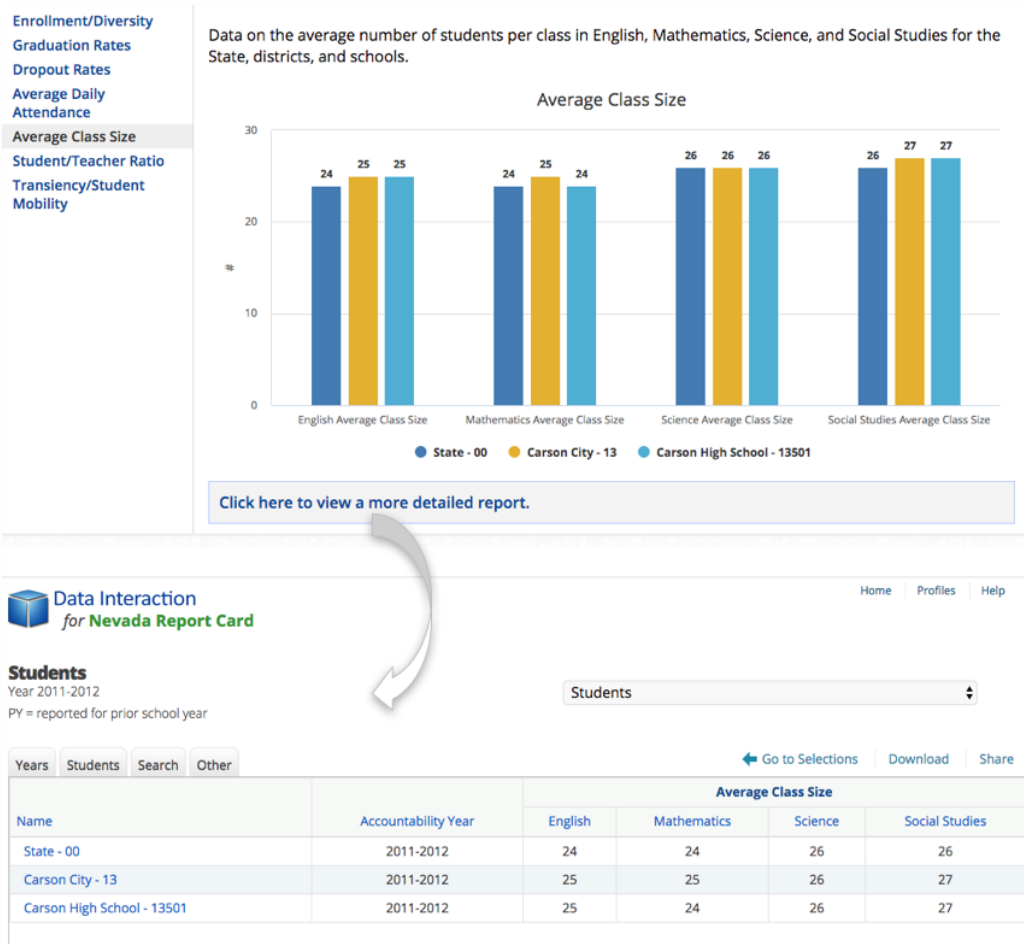 Enrollment/Diversity
Graduation Rates
Dropout Rates
Average Daily
Attendance
Average Class Size
Student/Teacher Ratio
Transiency/Student
Mobility
Data on the average number of students per class in English, Mathematics, Science, and Social Studies for the
State, districts, and schools.
Average Class Size
30
20
10
0
#
24 25 25 24 25 24 26 26 26 26 27 27
English Average Class Size Mathematics Average Class Size Science Average Class Size Social Studies Average Class Size
State - 00 Carson City - 13 Carson High School - 13501
Click here to view a more detailed report.
Data Interaction
for Nevada Report Card
Home Profiles Help
Students
Year 2011-2012
PY = reported for prior school year
Students
Years Students Search Other
Go to Selections Download Share
Average Class Size
Name Accountability Year English Mathematics Science Social Studies
State - 00 2011-2012 24 24 26 26
Carson City - 13 2011-2012 25 25 26 27
Carson High School - 13501 2011-2012 25 24 26 27